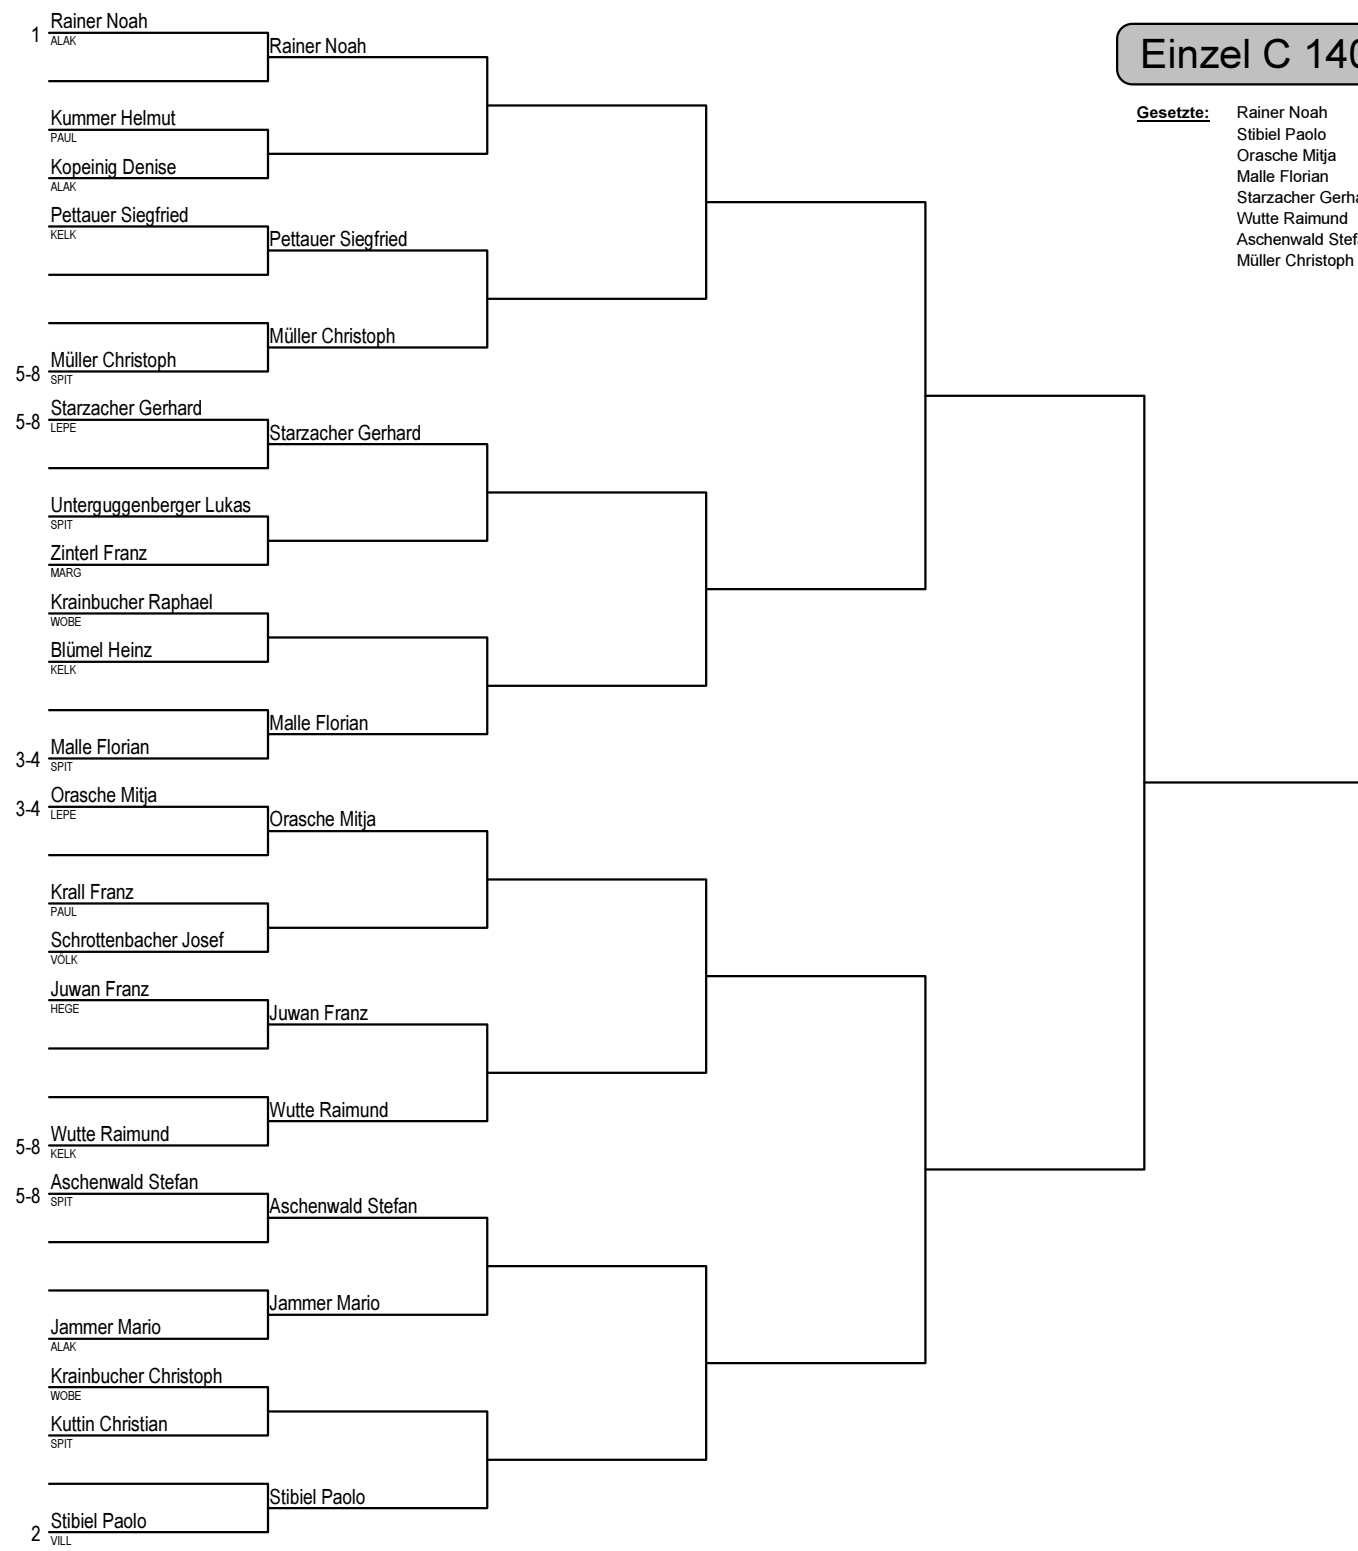 Einzel C 140
Gesetzte: Rainer Noah
Stibiel Paolo
Orasche Mitja
Malle Florian
Starzacher Gerha
Wutte Raimund
Aschenwald Stef
Müller Christoph
1 Rainer Noah
ALAK
Rainer Noah
Kummer Helmut
PAUL
Kopeinig Denise
ALAK
Pettauer Siegfried
KELK
Pettauer Siegfried
Müller Christoph
5-8 Müller Christoph
SPIT
5-8 Starzacher Gerhard
LEPE
Starzacher Gerhard
Unterguggenberger Lukas
SPIT
Zinterl Franz
MARG
Krainbucher Raphael
WOBE
Blümel Heinz
KELK
Malle Florian
3-4 Malle Florian
SPIT
3-4 Orasche Mitja
LEPE
Orasche Mitja
Krall Franz
PAUL
Schrottenbacher Josef
VÖLK
Juwan Franz
HEGE
Juwan Franz
Wutte Raimund
5-8 Wutte Raimund
KELK
5-8 Aschenwald Stefan
SPIT
Aschenwald Stefan
Jammer Mario
Jammer Mario
ALAK
Krainbucher Christoph
WOBE
Kuttin Christian
SPIT
Stibiel Paolo
2 Stibiel Paolo
VILL